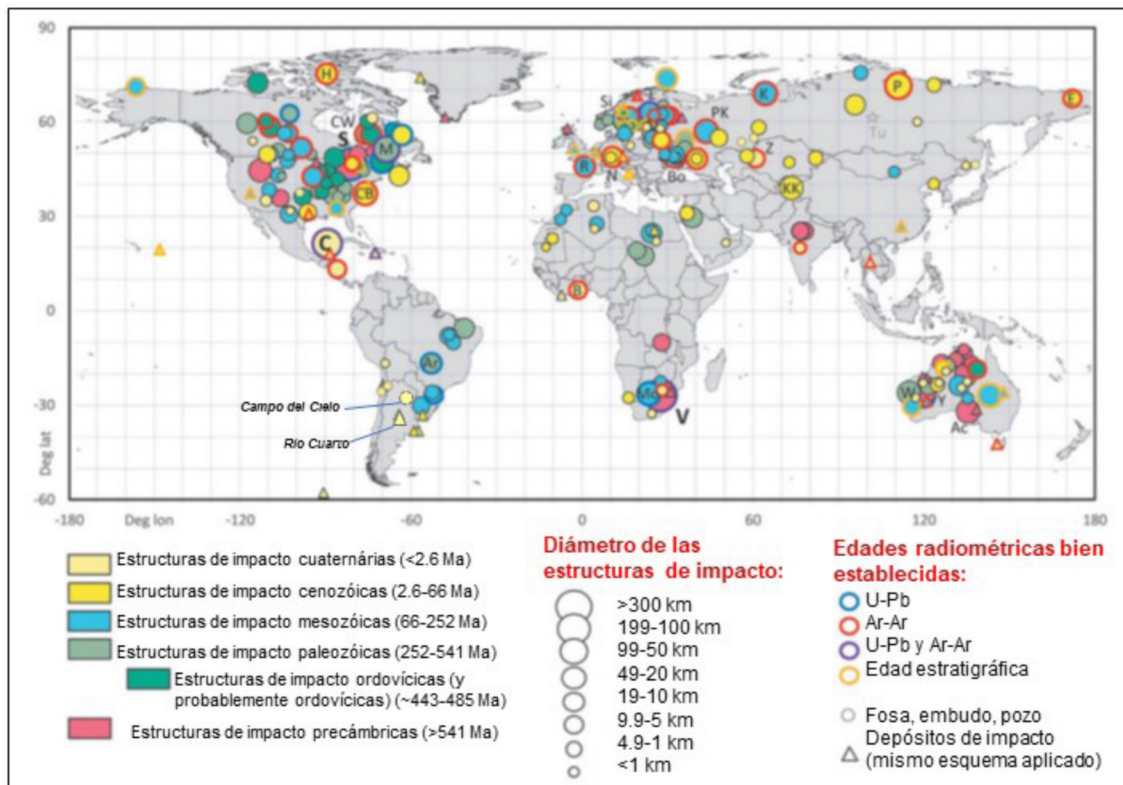 90
60
30
0
-30
-60
Deg lat
-180
Deg lon
-120
-60
0
60
120
180
H
CW
S
M
CB
C
Ar
Campo del Cielo
Río Cuarto
Si
PK
K
P
E
Tu
Z
R
N
Bo
KK
B
Mo
V
W
Y
Ac
Estructuras de impacto cuaternárias (<2.6 Ma)
Estructuras de impacto cenozóicas (2.6-66 Ma)
Estructuras de impacto mesozóicas (66-252 Ma)
Estructuras de impacto paleozóicas (252-541 Ma)
Estructuras de impacto ordovícicas (y
probablemente ordovícicas) (~443-485 Ma)
Estructuras de impacto precámbricas (>541 Ma)
Diámetro de las
estructuras de impacto:
>300 km
199-100 km
99-50 km
49-20 km
19-10 km
9.9-5 km
4.9-1 km
<1 km
Edades radiométricas bien
establecidas:
U-Pb
Ar-Ar
U-Pb y Ar-Ar
Edad estratigráfica
Fosa, embudo, pozo
Depósitos de impacto
(mismo esquema aplicado)